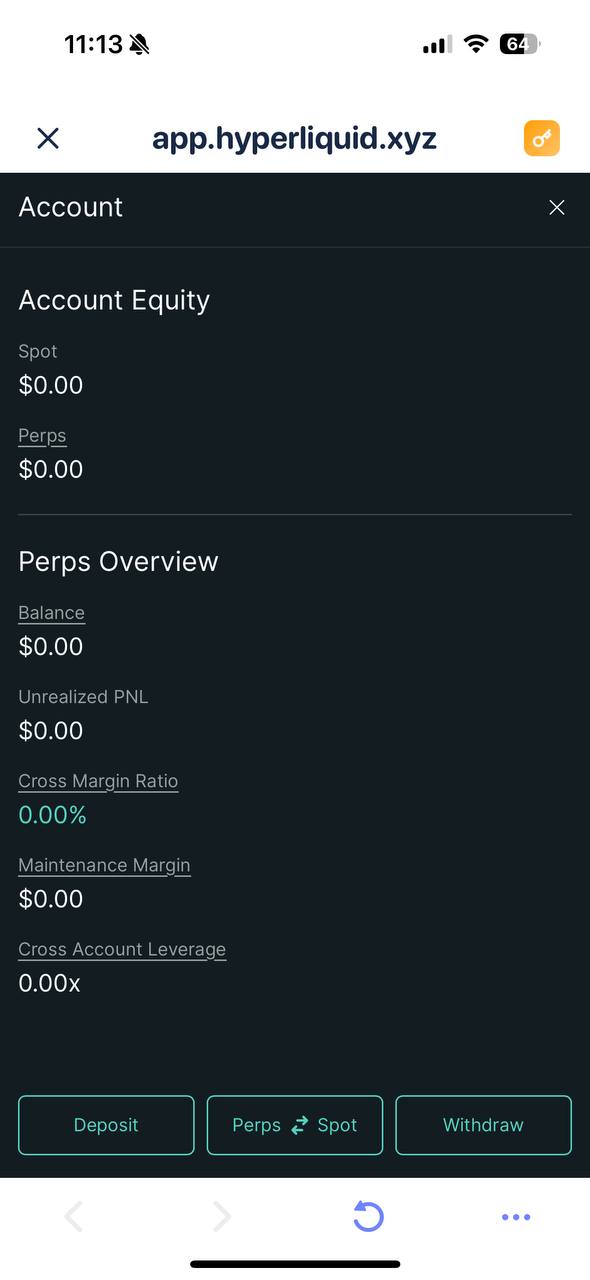 11:13
64
app.hyperliquid.xyz
Account
Account Equity
Spot
$0.00
Perps
$0.00
Perps Overview
Balance
$0.00
Unrealized PNL
$0.00
Cross Margin Ratio
0.00%
Maintenance Margin
$0.00
Cross Account Leverage
0.00x
Deposit
Perps Spot
Withdraw